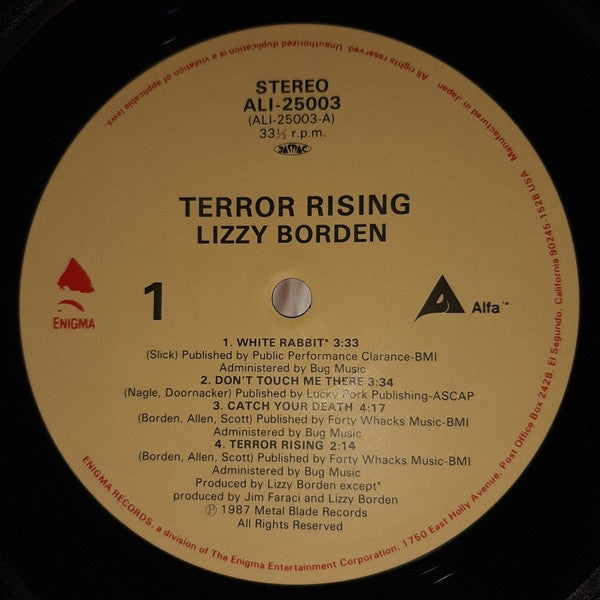 STEREO
ALI-25003
(ALI-25003-A)
33⅓ r.p.m.
JASRAC
TERROR RISING
LIZZY BORDEN
ENIGMA
1
Alfa™
1. WHITE RABBIT* 3:33
(Slick) Published by Public Performance Clarance-BMI
Administered by Bug Music
2. DON'T TOUCH ME THERE 3:34
(Nagle, Doornacker) Published by Lucky Pork Publishing-ASCAP
3. CATCH YOUR DEATH 4:17
(Borden, Allen, Scott) Published by Forty Whacks Music-BMI
Administered by Bug Music
4. TERROR RISING 2:14
(Borden, Allen, Scott) Published by Forty Whacks Music-BMI
Administered by Bug Music
Produced by Lizzy Borden except*
produced by Jim Faraci and Lizzy Borden
Ⓟ 1987 Metal Blade Records
All Rights Reserved
ENIGMA RECORDS, a division of The Enigma Entertainment Corporation, 1750 East Holly Avenue, Post Office Box 2428, El Segundo, California 90245-1528 USA. Manufactured in Japan. All rights reserved. Unauthorized duplication is a violation of applicable laws.